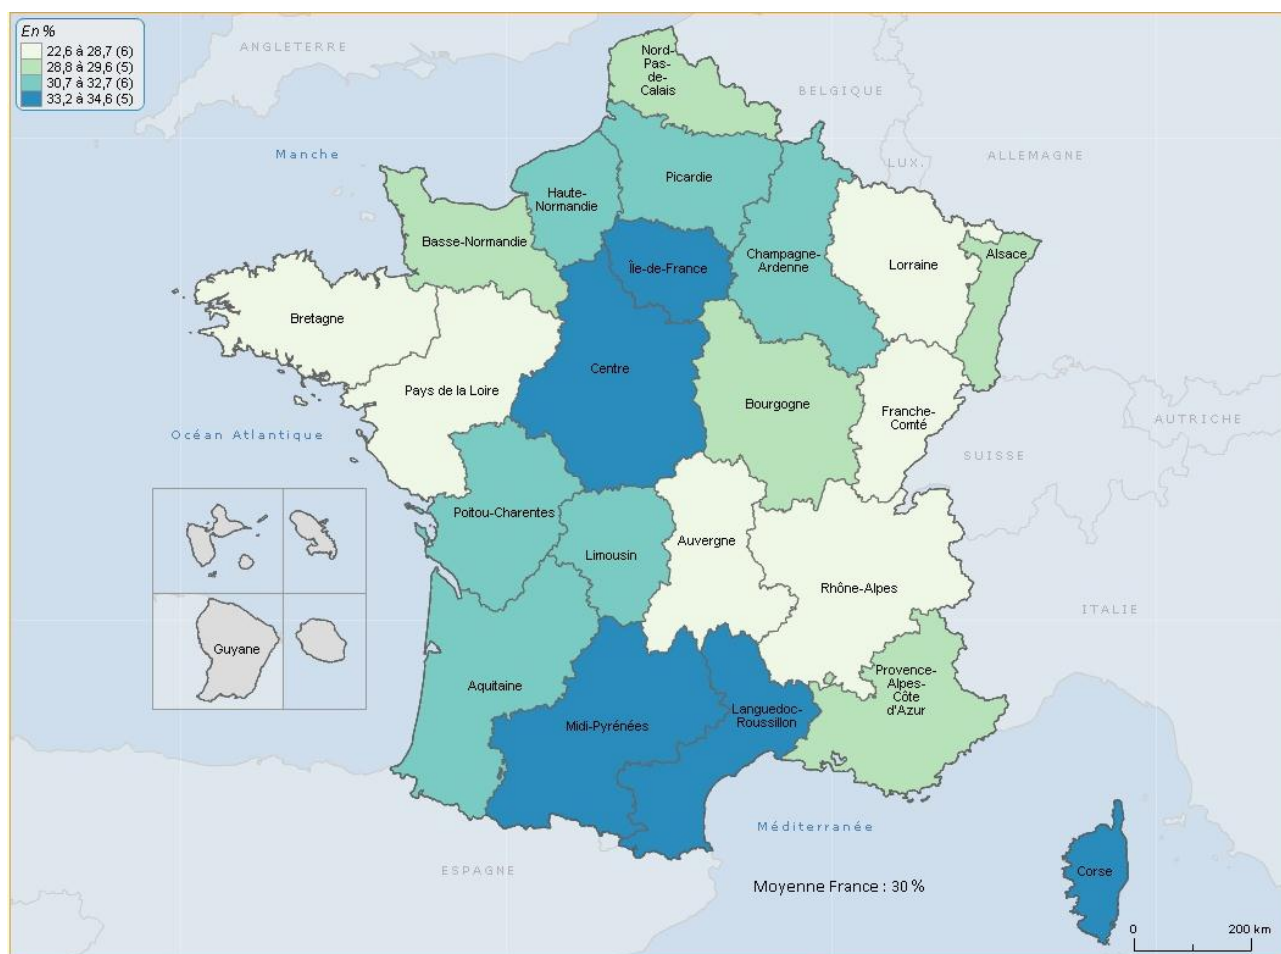 En %
22,6 à 28,7 (6)
28,8 à 29,6 (5)
30,7 à 32,7 (6)
33,2 à 34,6 (5)
ANGLETERRE
Nord-
Pas-
de-
Calais
BELGIQUE
Manche
LUX.
ALLEMAGNE
Picardie
Haute-
Normandie
Basse-Normandie
Île-de-France
Champagne-
Ardenne
Lorraine
Alsace
Bretagne
Centre
Pays de la Loire
Bourgogne
Franche-
Comté
AUTRICHE
Océan Atlantique
SUISSE
Poitou-Charentes
Limousin
Auvergne
Rhône-Alpes
ITALIE
Guyane
Aquitaine
Provence-
Alpes-
Côte
d'Azur
Languedoc-
Roussillon
Midi-Pyrénées
Méditerranée
ESPAGNE
Corse
Moyenne France : 30 %
0 200 km